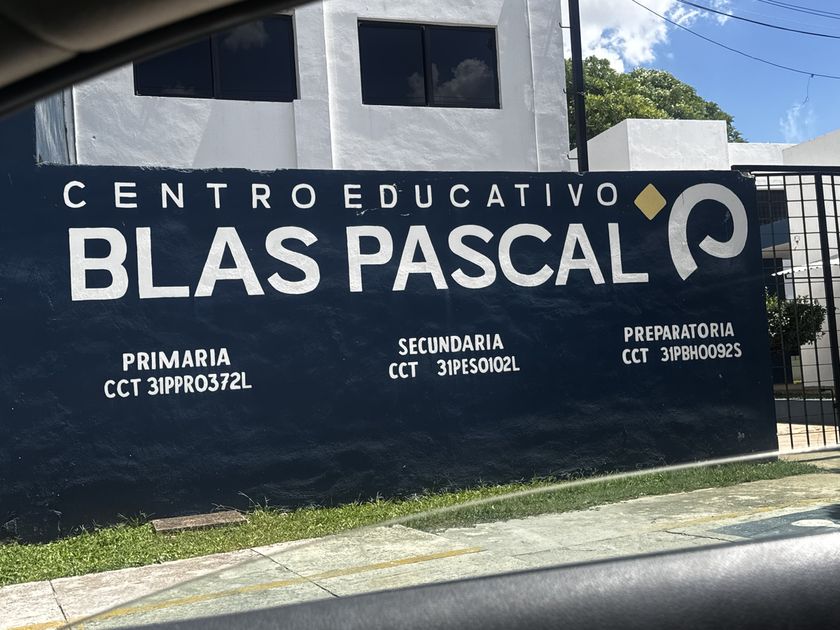 CENTRO EDUCATIVO
BLAS PASCAL
PRIMARIA
CCT 31PPR0372L
SECUNDARIA
CCT 31PES0102L
PREPARATORIA
CCT 31PBH0092S